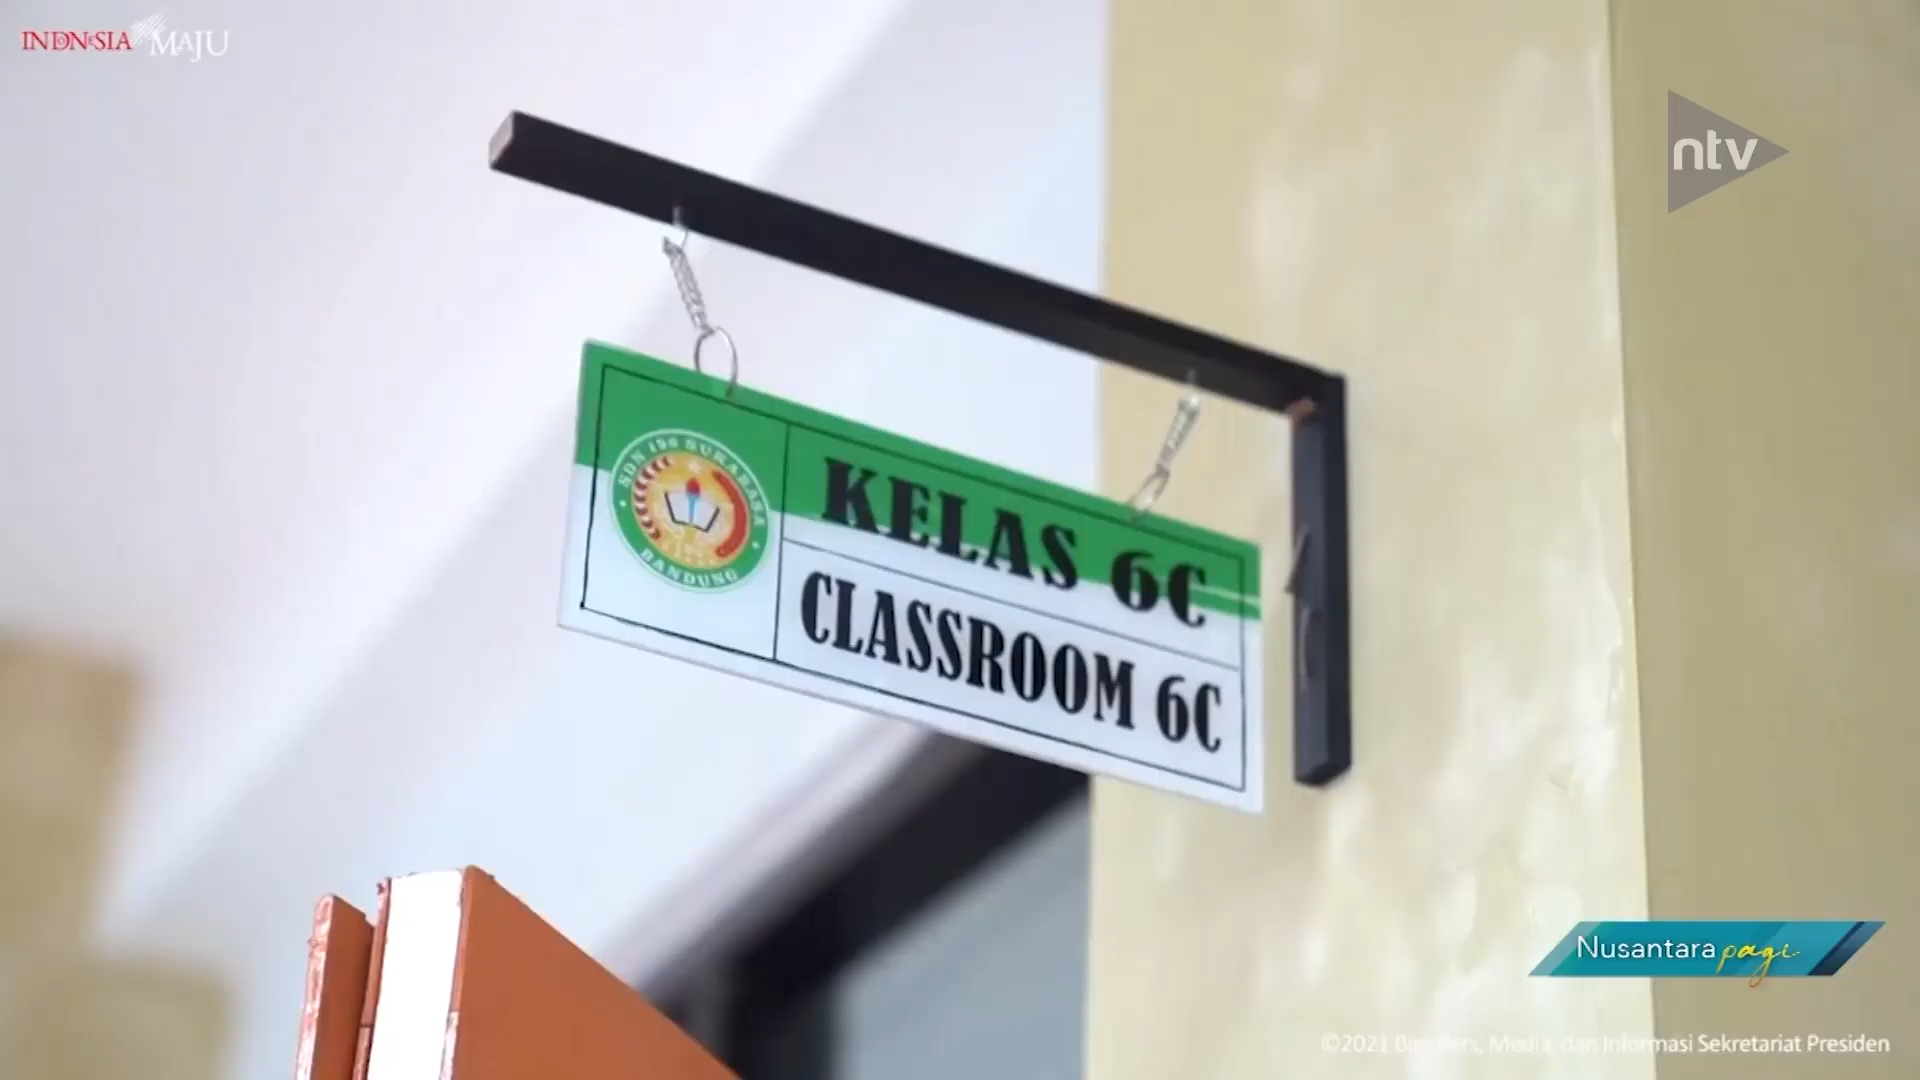 INDONESIA MAJU
ntv
SDN 196 SUKARASA
BANDUNG
KELAS 6C
CLASSROOM 6C
Nusantara pagi
©2021 Biro Pers, Media, dan Informasi Sekretariat Presiden